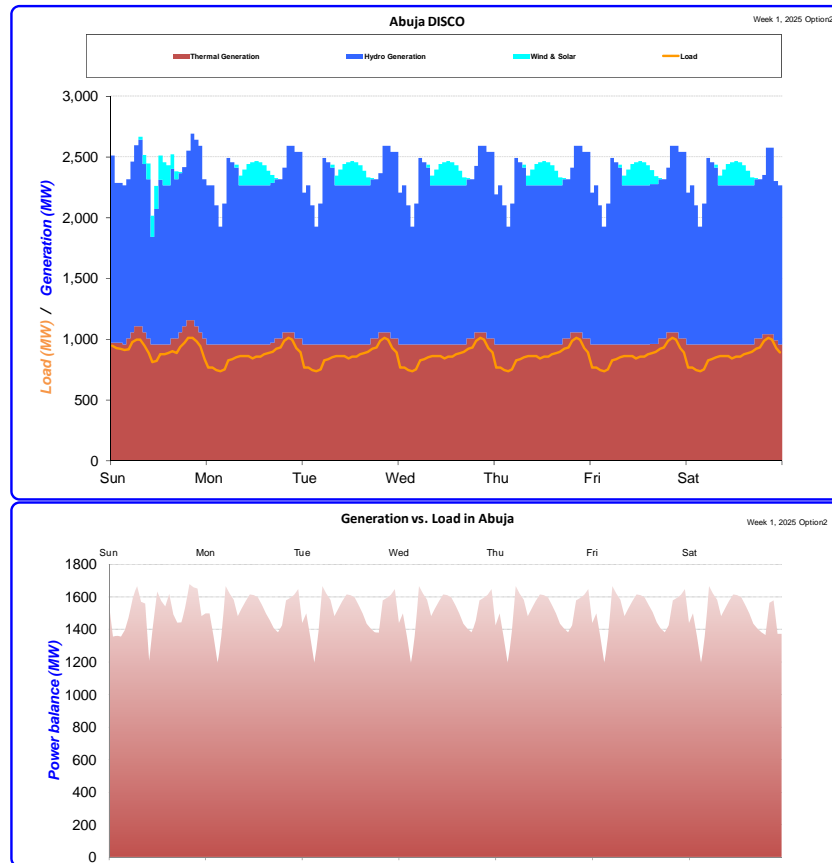 Abuja DISCO
Week 1, 2025 Option2
Thermal Generation
Hydro Generation
Wind & Solar
Load
Load (MW) / Generation (MW)
3,000
2,500
2,000
1,500
1,000
500
0
Sun Mon Tue Wed Thu Fri Sat
Generation vs. Load in Abuja
Week 1, 2025 Option2
Sun Mon Tue Wed Thu Fri Sat
Power balance (MW)
1800
1600
1400
1200
1000
800
600
400
200
0